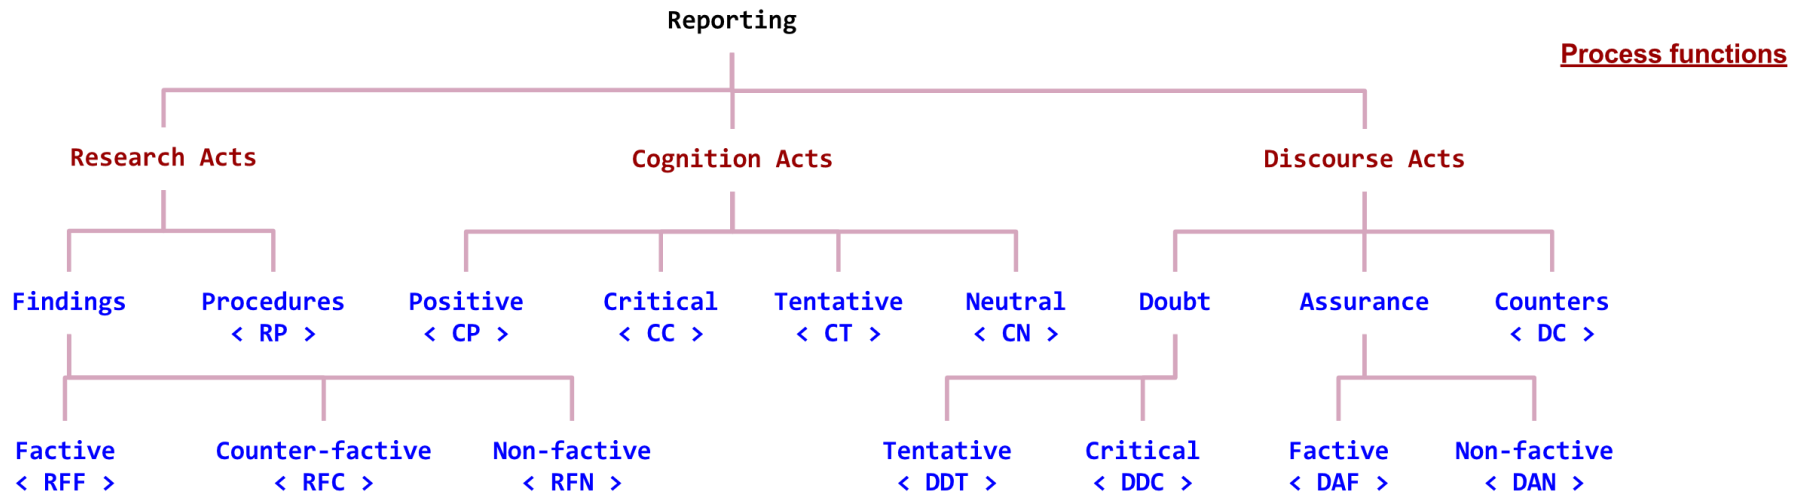 Reporting
Process functions
Research Acts
Cognition Acts
Discourse Acts
Findings
Procedures
< RP >
Positive
< CP >
Critical
< CC >
Tentative
< CT >
Neutral
< CN >
Doubt
Assurance
Counters
< DC >
Factive
< RFF >
Counter-factive
< RFC >
Non-factive
< RFN >
Tentative
< DDT >
Critical
< DDC >
Factive
< DAF >
Non-factive
< DAN >